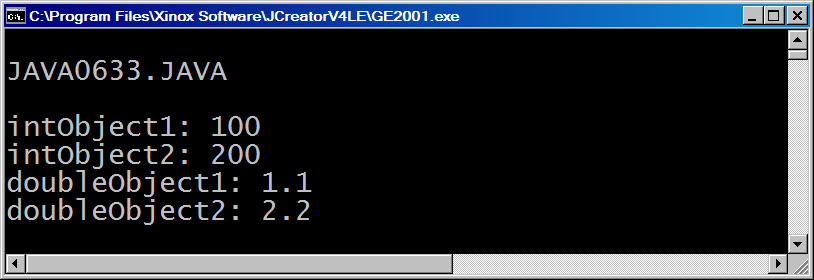 C:\Program Files\Xinox Software\JCreatorV4LE\GE2001.exe
JAVA0633.JAVA
intObject1: 100
intObject2: 200
doubleObject1: 1.1
doubleObject2: 2.2